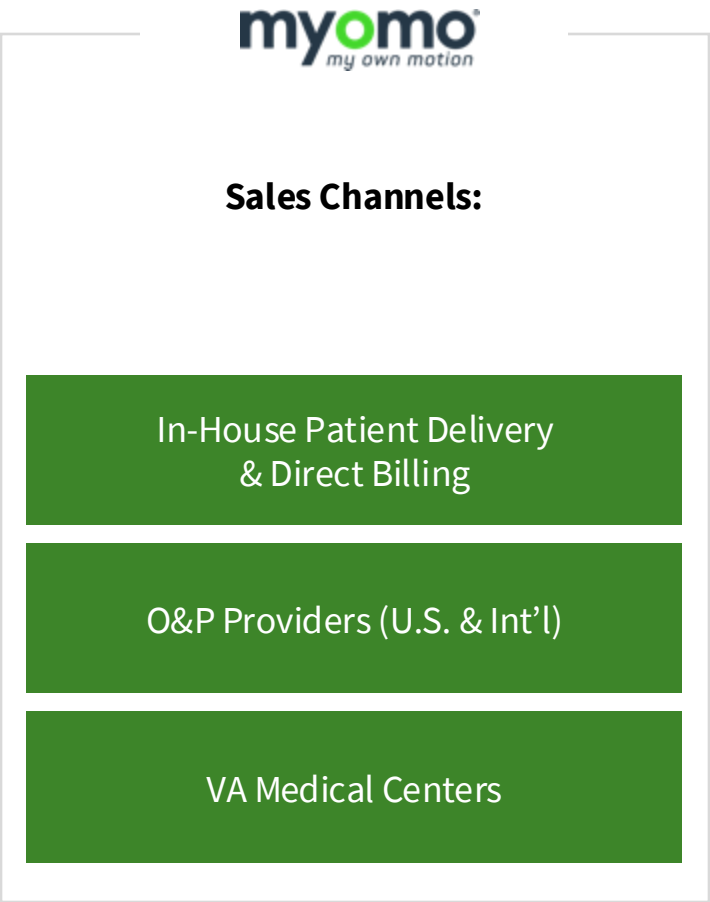 myomo®
my own motion
Sales Channels:
In-House Patient Delivery
& Direct Billing
O&P Providers (U.S. & Int’l)
VA Medical Centers